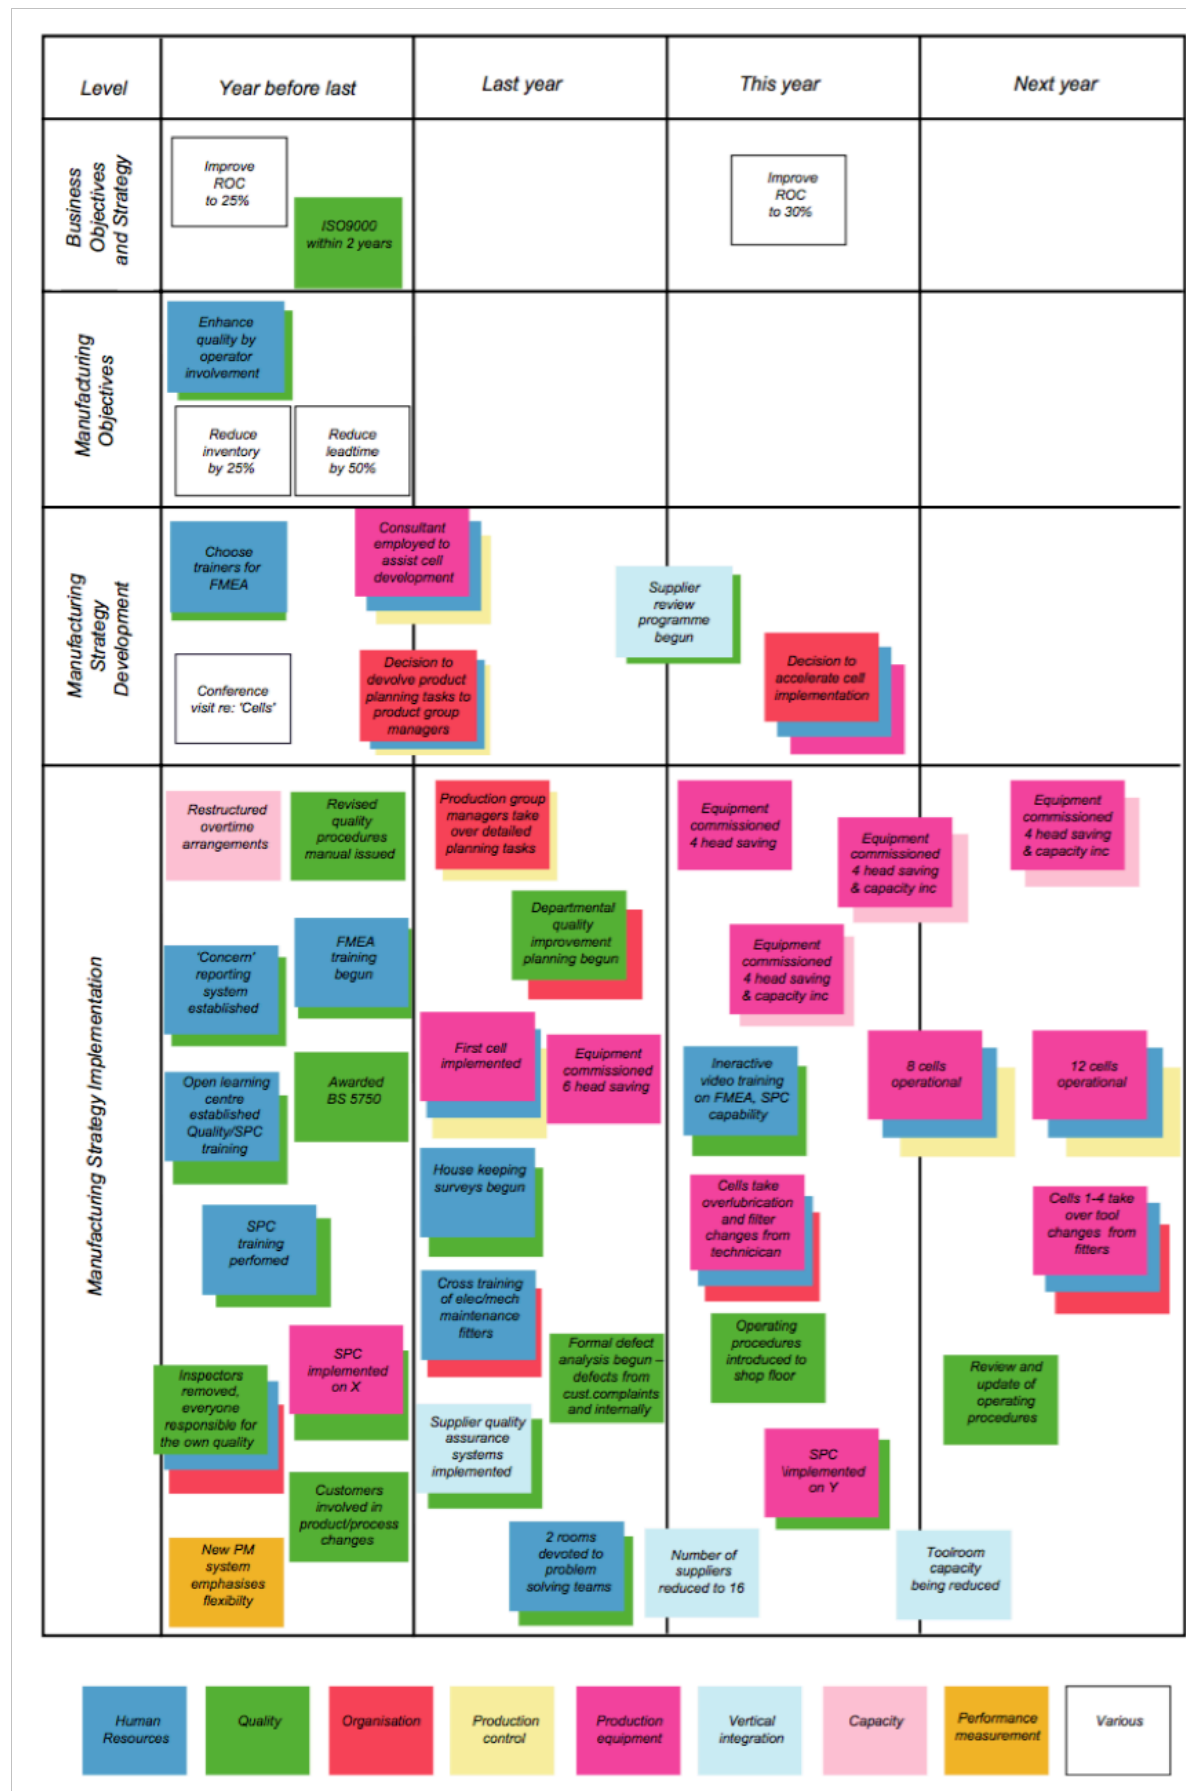 Level
Year before last
Last year
This year
Next year
Business
Objectives
and Strategy
Improve
ROC
to 25%
ISO9000
within 2 years
Improve
ROC
to 30%
Manufacturing
Objectives
Enhance
quality by
operator
involvement
Reduce
inventory
by 25%
Reduce
leadtime
by 50%
Manufacturing
Strategy
Development
Choose
trainers for
FMEA
Consultant
employed to
assist cell
development
Supplier
review
programme
begun
Conference
visit re: 'Cells'
Decision to
devolve product
planning tasks to
product group
managers
Decision to
accelerate cell
implementation
Manufacturing Strategy Implementation
Restructured
overtime
arrangements
Revised
quality
procedures
manual issued
'Concern'
reporting
system
established
FMEA
training
begun
Open learning
centre
established
Quality/SPC
training
Awarded
BS 5750
SPC
training
perfomed
SPC
implemented
on X
Inspectors
removed,
everyone
responsible for
the own quality
Customers
involved in
product/process
changes
New PM
system
emphasises
flexibilty
Production group
managers take
over detailed
planning tasks
Departmental
quality
improvement
planning begun
First cell
implemented
Equipment
commissioned
6 head saving
House keeping
surveys begun
Cross training
of elec/mech
maintenance
fitters
Formal defect
analysis begun –
defects from
cust.complaints
and internally
Supplier quality
assurance
systems
implemented
2 rooms
devoted to
problem
solving teams
Equipment
commissioned
4 head saving
Equipment
commissioned
4 head saving
& capacity inc
Equipment
commissioned
4 head saving
& capacity inc
Ineractive
video training
on FMEA, SPC
capability
8 cells
operational
Cells take
overlubrication
and filter
changes from
technicican
Operating
procedures
introduced to
shop floor
SPC
\implemented
on Y
Number of
suppliers
reduced to 16
Equipment
commissioned
4 head saving
& capacity inc
12 cells
operational
Cells 1-4 take
over tool
changes from
fitters
Review and
update of
operating
procedures
Toolroom
capacity
being reduced
Human
Resources
Quality
Organisation
Production
control
Production
equipment
Vertical
integration
Capacity
Performance
measurement
Various